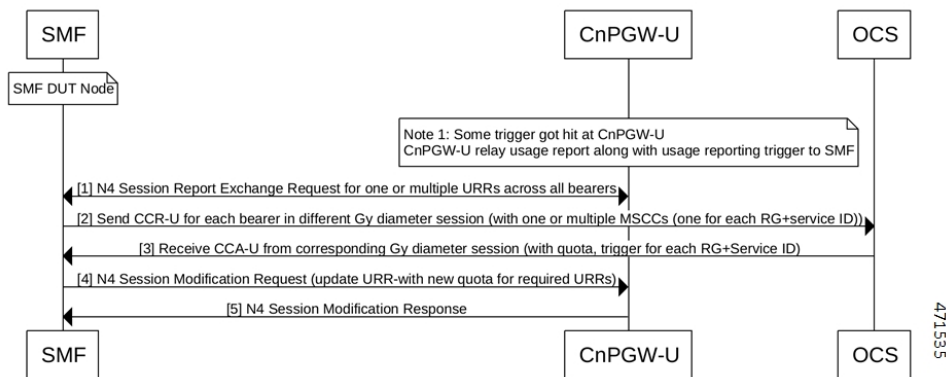 SMF
CnPGW-U
OCS
SMF DUT Node
Note 1: Some trigger got hit at CnPGW-U
CnPGW-U relay usage report along with usage reporting trigger to SMF
[1] N4 Session Report Exchange Request for one or multiple URRs across all bearers
[2] Send CCR-U for each bearer in different Gy diameter session (with one or multiple MSCCs (one for each RG+service ID))
[3] Receive CCA-U from corresponding Gy diameter session (with quota, trigger for each RG+Service ID)
[4] N4 Session Modification Request (update URR-with new quota for required URRs)
[5] N4 Session Modification Response
SMF
CnPGW-U
OCS
471535